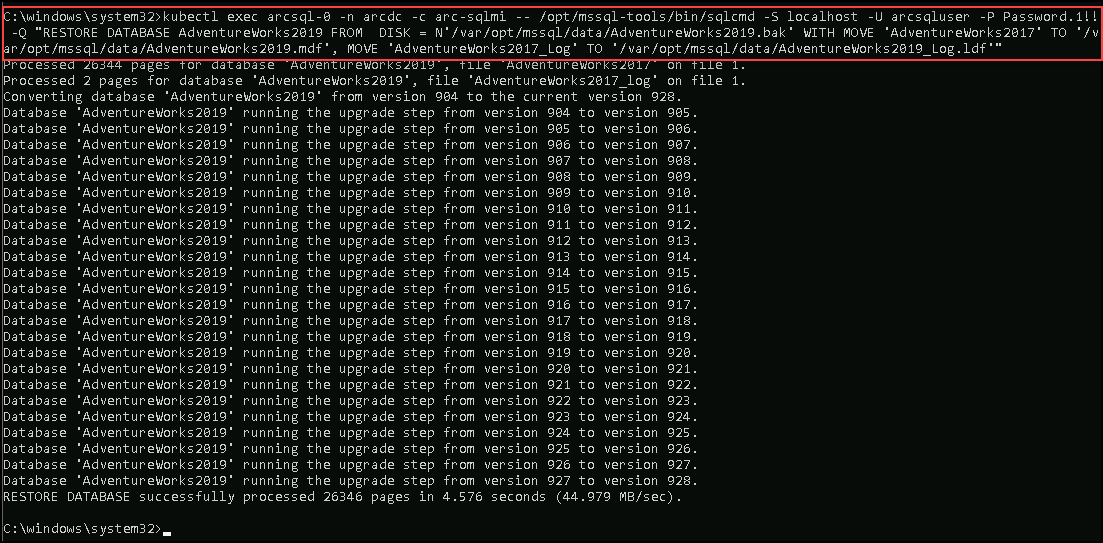 C:\windows\system32>kubectl exec arcsql-0 -n arcdc -c arc-sqlmi -- /opt/mssql-tools/bin/sqlcmd -S localhost -U arcsqluser -P Password.1!!
 -Q "RESTORE DATABASE AdventureWorks2019 FROM  DISK = N'/var/opt/mssql/data/AdventureWorks2019.bak' WITH MOVE 'AdventureWorks2017' TO '/v
ar/opt/mssql/data/AdventureWorks2019.mdf', MOVE 'AdventureWorks2017_Log' TO '/var/opt/mssql/data/AdventureWorks2019_Log.ldf'"
Processed 26344 pages for database 'AdventureWorks2019', file 'AdventureWorks2017' on file 1.
Processed 2 pages for database 'AdventureWorks2019', file 'AdventureWorks2017_log' on file 1.
Converting database 'AdventureWorks2019' from version 904 to the current version 928.
Database 'AdventureWorks2019' running the upgrade step from version 904 to version 905.
Database 'AdventureWorks2019' running the upgrade step from version 905 to version 906.
Database 'AdventureWorks2019' running the upgrade step from version 906 to version 907.
Database 'AdventureWorks2019' running the upgrade step from version 907 to version 908.
Database 'AdventureWorks2019' running the upgrade step from version 908 to version 909.
Database 'AdventureWorks2019' running the upgrade step from version 909 to version 910.
Database 'AdventureWorks2019' running the upgrade step from version 910 to version 911.
Database 'AdventureWorks2019' running the upgrade step from version 911 to version 912.
Database 'AdventureWorks2019' running the upgrade step from version 912 to version 913.
Database 'AdventureWorks2019' running the upgrade step from version 913 to version 914.
Database 'AdventureWorks2019' running the upgrade step from version 914 to version 915.
Database 'AdventureWorks2019' running the upgrade step from version 915 to version 916.
Database 'AdventureWorks2019' running the upgrade step from version 916 to version 917.
Database 'AdventureWorks2019' running the upgrade step from version 917 to version 918.
Database 'AdventureWorks2019' running the upgrade step from version 918 to version 919.
Database 'AdventureWorks2019' running the upgrade step from version 919 to version 920.
Database 'AdventureWorks2019' running the upgrade step from version 920 to version 921.
Database 'AdventureWorks2019' running the upgrade step from version 921 to version 922.
Database 'AdventureWorks2019' running the upgrade step from version 922 to version 923.
Database 'AdventureWorks2019' running the upgrade step from version 923 to version 924.
Database 'AdventureWorks2019' running the upgrade step from version 924 to version 925.
Database 'AdventureWorks2019' running the upgrade step from version 925 to version 926.
Database 'AdventureWorks2019' running the upgrade step from version 926 to version 927.
Database 'AdventureWorks2019' running the upgrade step from version 927 to version 928.
RESTORE DATABASE successfully processed 26346 pages in 4.576 seconds (44.979 MB/sec).
C:\windows\system32>